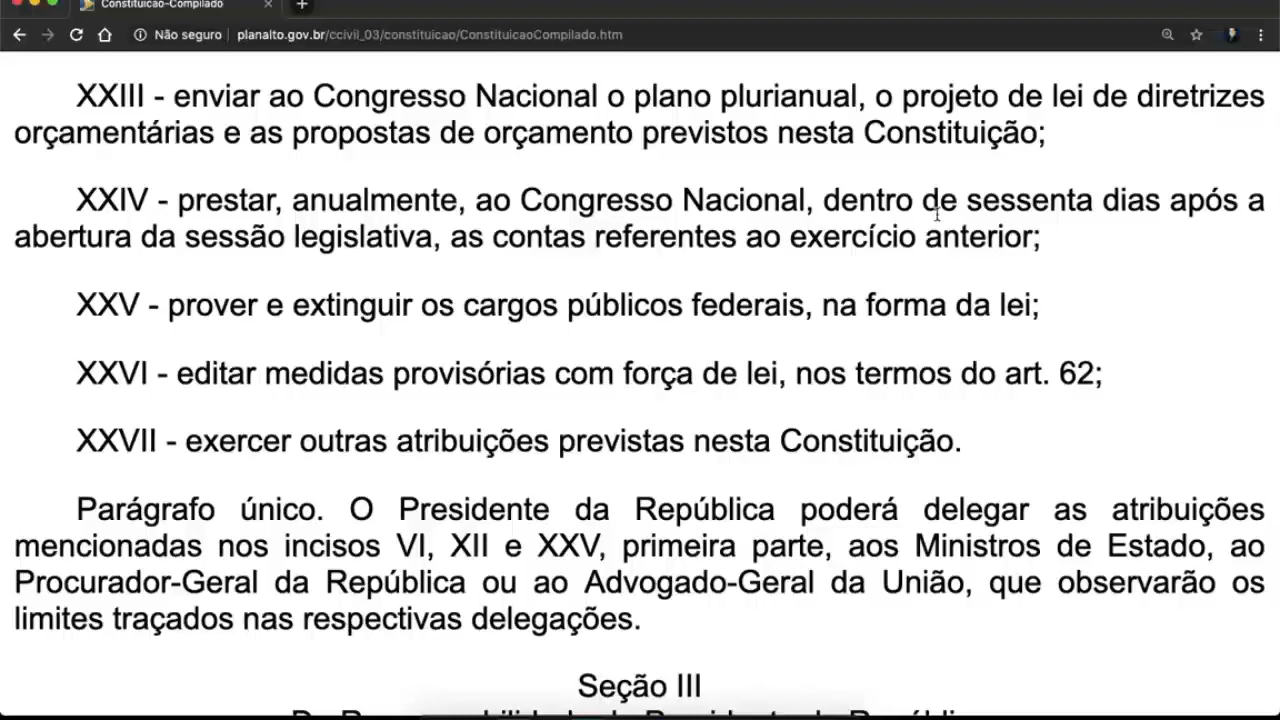 Constituicao-Compilado
Não seguro planalto.gov.br/ccivil_03/constituicao/ConstituicaoCompilado.htm
XXIII - enviar ao Congresso Nacional o plano plurianual, o projeto de lei de diretrizes
orçamentárias e as propostas de orçamento previstos nesta Constituição;
XXIV - prestar, anualmente, ao Congresso Nacional, dentro de sessenta dias após a
abertura da sessão legislativa, as contas referentes ao exercício anterior;
XXV - prover e extinguir os cargos públicos federais, na forma da lei;
XXVI - editar medidas provisórias com força de lei, nos termos do art. 62;
XXVII - exercer outras atribuições previstas nesta Constituição.
Parágrafo único. O Presidente da República poderá delegar as atribuições
mencionadas nos incisos VI, XII e XXV, primeira parte, aos Ministros de Estado, ao
Procurador-Geral da República ou ao Advogado-Geral da União, que observarão os
limites traçados nas respectivas delegações.
Seção III